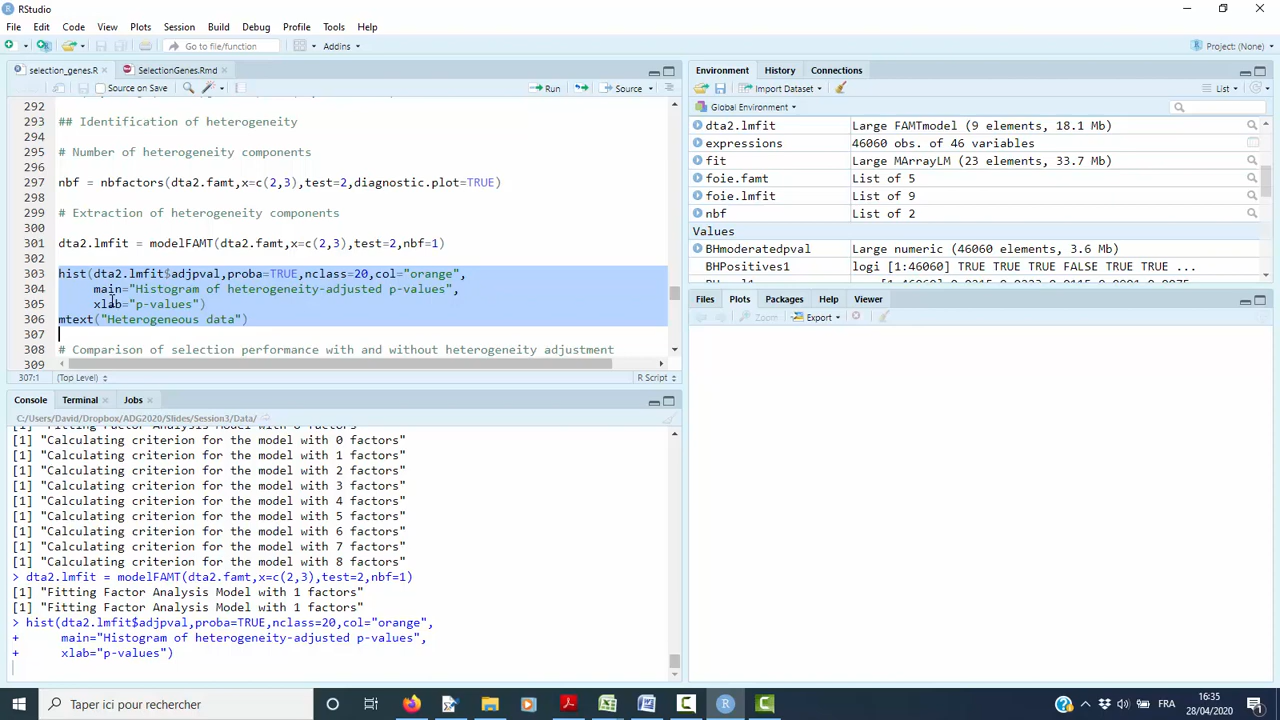 RStudio
File Edit Code View Plots Session Build Debug Profile Tools Help
Go to file/function
Addins
Project: (None)
selection_genes.R
SelectionGenes.Rmd
Source on Save
Run
Source
292
293 ## Identification of heterogeneity
294
295 # Number of heterogeneity components
296
297 nbf = nbfactors(dta2.famt,x=c(2,3),test=2,diagnostic.plot=TRUE)
298
299 # Extraction of heterogeneity components
300
301 dta2.lmfit = modelFAMT(dta2.famt,x=c(2,3),test=2,nbf=1)
302
303 hist(dta2.lmfit$adjpval,proba=TRUE,nclass=20,col="orange",
304 main="Histogram of heterogeneity-adjusted p-values",
305 xlab="p-values")
306 mtext("Heterogeneous data")
307
308 # Comparison of selection performance with and without heterogeneity adjustment
309
307:1 (Top Level) R Script
Console Terminal Jobs
C:/Users/David/Dropbox/ADG2020/Slides/Session3/Data/
[1] "Calculating criterion for the model with 0 factors"
[1] "Calculating criterion for the model with 1 factors"
[1] "Calculating criterion for the model with 2 factors"
[1] "Calculating criterion for the model with 3 factors"
[1] "Calculating criterion for the model with 4 factors"
[1] "Calculating criterion for the model with 5 factors"
[1] "Calculating criterion for the model with 6 factors"
[1] "Calculating criterion for the model with 7 factors"
[1] "Calculating criterion for the model with 8 factors"
> dta2.lmfit = modelFAMT(dta2.famt,x=c(2,3),test=2,nbf=1)
[1] "Fitting Factor Analysis Model with 1 factors"
[1] "Fitting Factor Analysis Model with 1 factors"
> hist(dta2.lmfit$adjpval,proba=TRUE,nclass=20,col="orange",
+ main="Histogram of heterogeneity-adjusted p-values",
+ xlab="p-values")
Environment History Connections
Import Dataset
List
Global Environment
dta2.lmfit Large FAMTmodel (9 elements, 18.1 Mb)
expressions 46060 obs. of 46 variables
fit Large MArrayLM (23 elements, 33.7 Mb)
foie.famt List of 5
foie.lmfit List of 9
nbf List of 2
Values
BHmoderatedpval Large numeric (46060 elements, 3.6 Mb)
BHPositives1 logi [1:46060] TRUE TRUE TRUE FALSE TRUE TRUE ...
Files Plots Packages Help Viewer
Zoom Export
Taper ici pour rechercher
FRA
16:35
28/04/2020